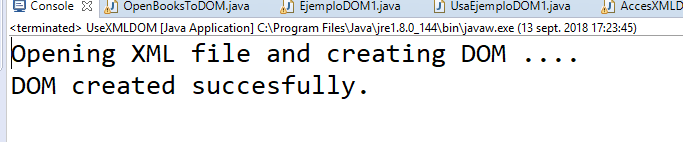 Console OpenBooksToDOM.java EjemploDOM1.java UsaEjemploDOM1.java AccesXMLD
<terminated> UseXMLDOM [Java Application] C:\Program Files\Java\jre1.8.0_144\bin\javaw.exe (13 sept. 2018 17:23:45)
Opening XML file and creating DOM ....
DOM created succesfully.